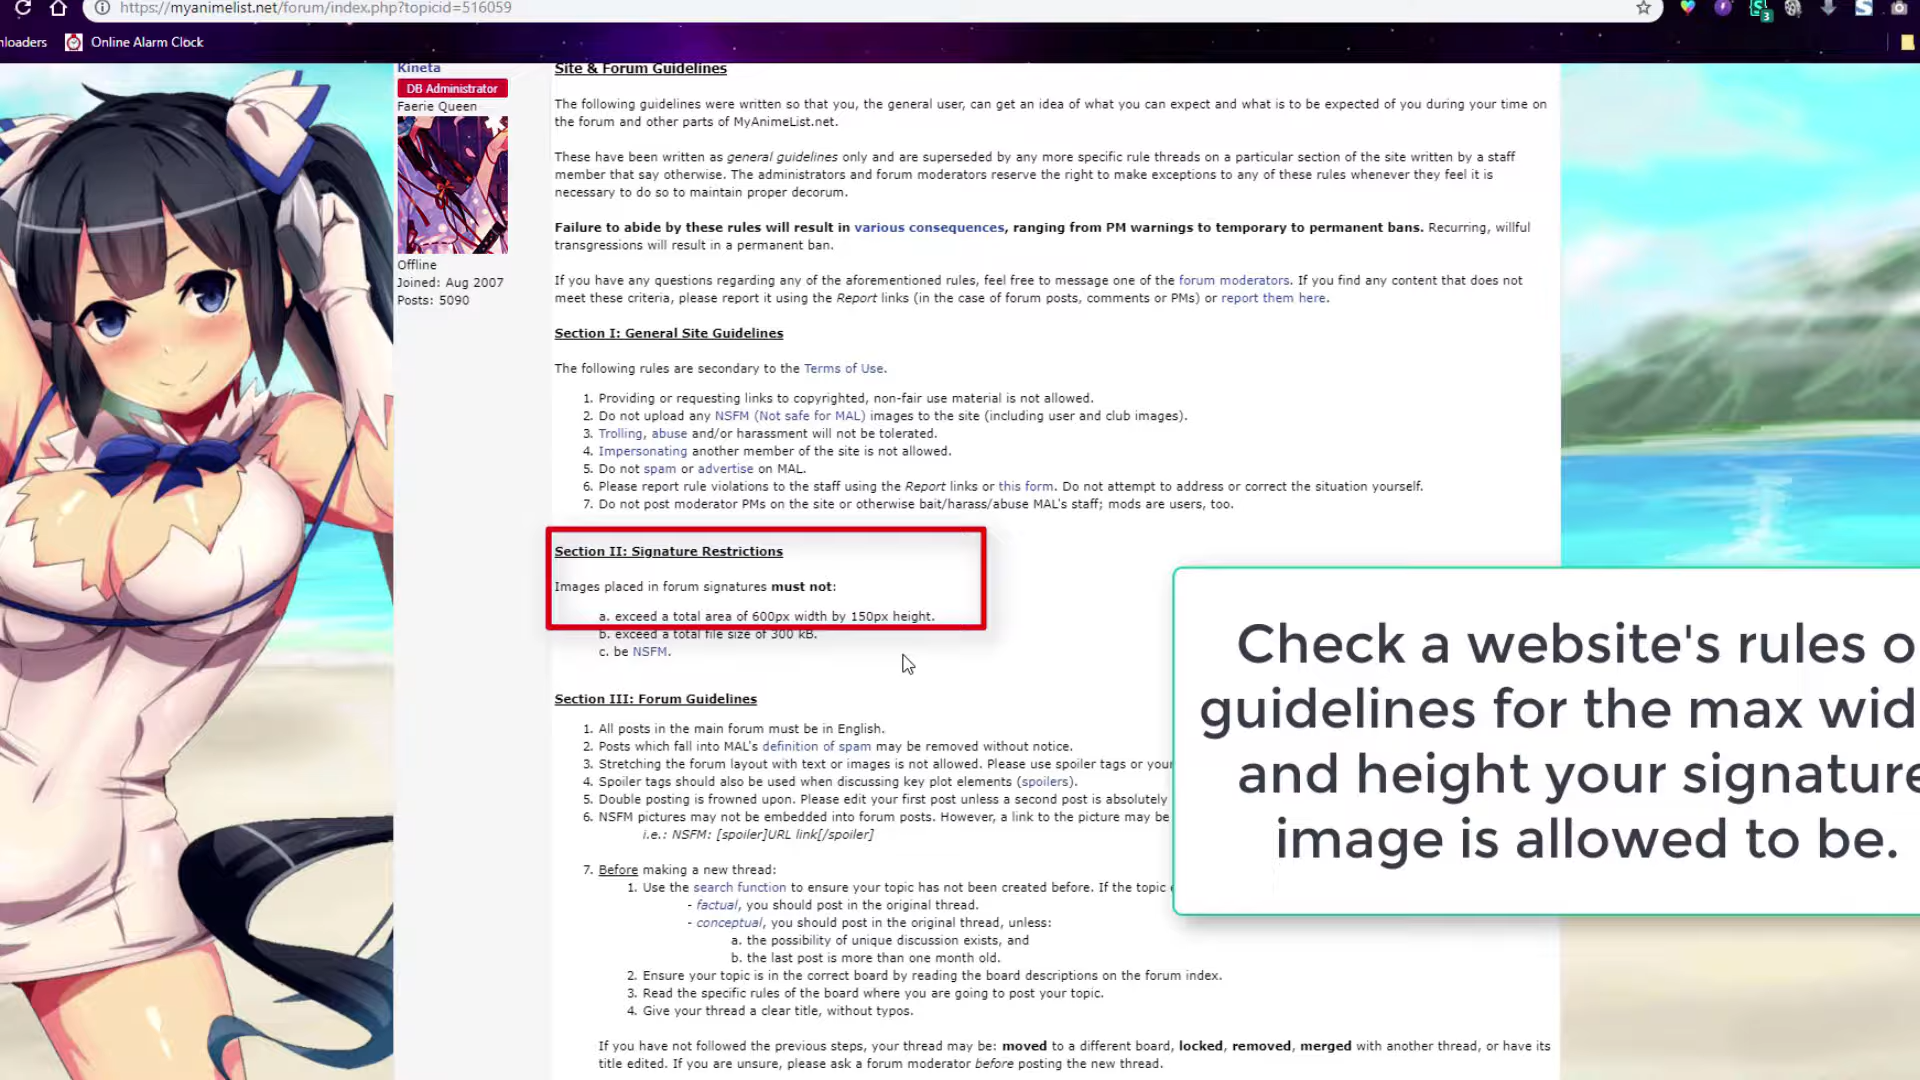 https://myanimelist.net/forum/index.php?topicid=516059
3
nloaders
Online Alarm Clock
Kineta
DB Administrator
Faerie Queen
Offline
Joined: Aug 2007
Posts: 5090
Site & Forum Guidelines
The following guidelines were written so that you, the general user, can get an idea of what you can expect and what is to be expected of you during your time on
the forum and other parts of MyAnimeList.net.
These have been written as general guidelines only and are superseded by any more specific rule threads on a particular section of the site written by a staff
member that say otherwise. The administrators and forum moderators reserve the right to make exceptions to any of these rules whenever they feel it is
necessary to do so to maintain proper decorum.
Failure to abide by these rules will result in various consequences, ranging from PM warnings to temporary to permanent bans. Recurring, willful
transgressions will result in a permanent ban.
If you have any questions regarding any of the aforementioned rules, feel free to message one of the forum moderators. If you find any content that does not
meet these criteria, please report it using the Report links (in the case of forum posts, comments or PMs) or report them here.
Section I: General Site Guidelines
The following rules are secondary to the Terms of Use.
1. Providing or requesting links to copyrighted, non-fair use material is not allowed.
2. Do not upload any NSFM (Not safe for MAL) images to the site (including user and club images).
3. Trolling, abuse and/or harassment will not be tolerated.
4. Impersonating another member of the site is not allowed.
5. Do not spam or advertise on MAL.
6. Please report rule violations to the staff using the Report links or this form. Do not attempt to address or correct the situation yourself.
7. Do not post moderator PMs on the site or otherwise bait/harass/abuse MAL's staff; mods are users, too.
Section II: Signature Restrictions
Images placed in forum signatures must not:
a. exceed a total area of 600px width by 150px height.
b. exceed a total file size of 300 kB.
c. be NSFM.
Section III: Forum Guidelines
1. All posts in the main forum must be in English.
2. Posts which fall into MAL's definition of spam may be removed without notice.
3. Stretching the forum layout with text or images is not allowed. Please use spoiler tags or your
4. Spoiler tags should also be used when discussing key plot elements (spoilers).
5. Double posting is frowned upon. Please edit your first post unless a second post is absolutely
6. NSFM pictures may not be embedded into forum posts. However, a link to the picture may be
i.e.: NSFM: [spoiler]URL link[/spoiler]
7. Before making a new thread:
1. Use the search function to ensure your topic has not been created before. If the topic
- factual, you should post in the original thread.
- conceptual, you should post in the original thread, unless:
a. the possibility of unique discussion exists, and
b. the last post is more than one month old.
2. Ensure your topic is in the correct board by reading the board descriptions on the forum index.
3. Read the specific rules of the board where you are going to post your topic.
4. Give your thread a clear title, without typos.
If you have not followed the previous steps, your thread may be: moved to a different board, locked, removed, merged with another thread, or have its
title edited. If you are unsure, please ask a forum moderator before posting the new thread.
Check a website's rules o
guidelines for the max wid
and height your signature
image is allowed to be.